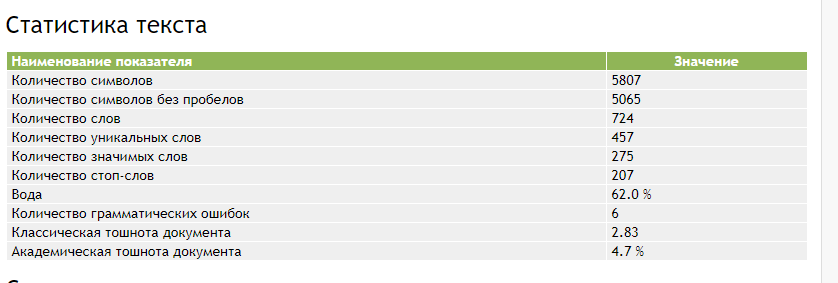 Статистика текста
Наименование показателя Значение
Количество символов 5807
Количество символов без пробелов 5065
Количество слов 724
Количество уникальных слов 457
Количество значимых слов 275
Количество стоп-слов 207
Вода 62.0 %
Количество грамматических ошибок 6
Классическая тошнота документа 2.83
Академическая тошнота документа 4.7 %